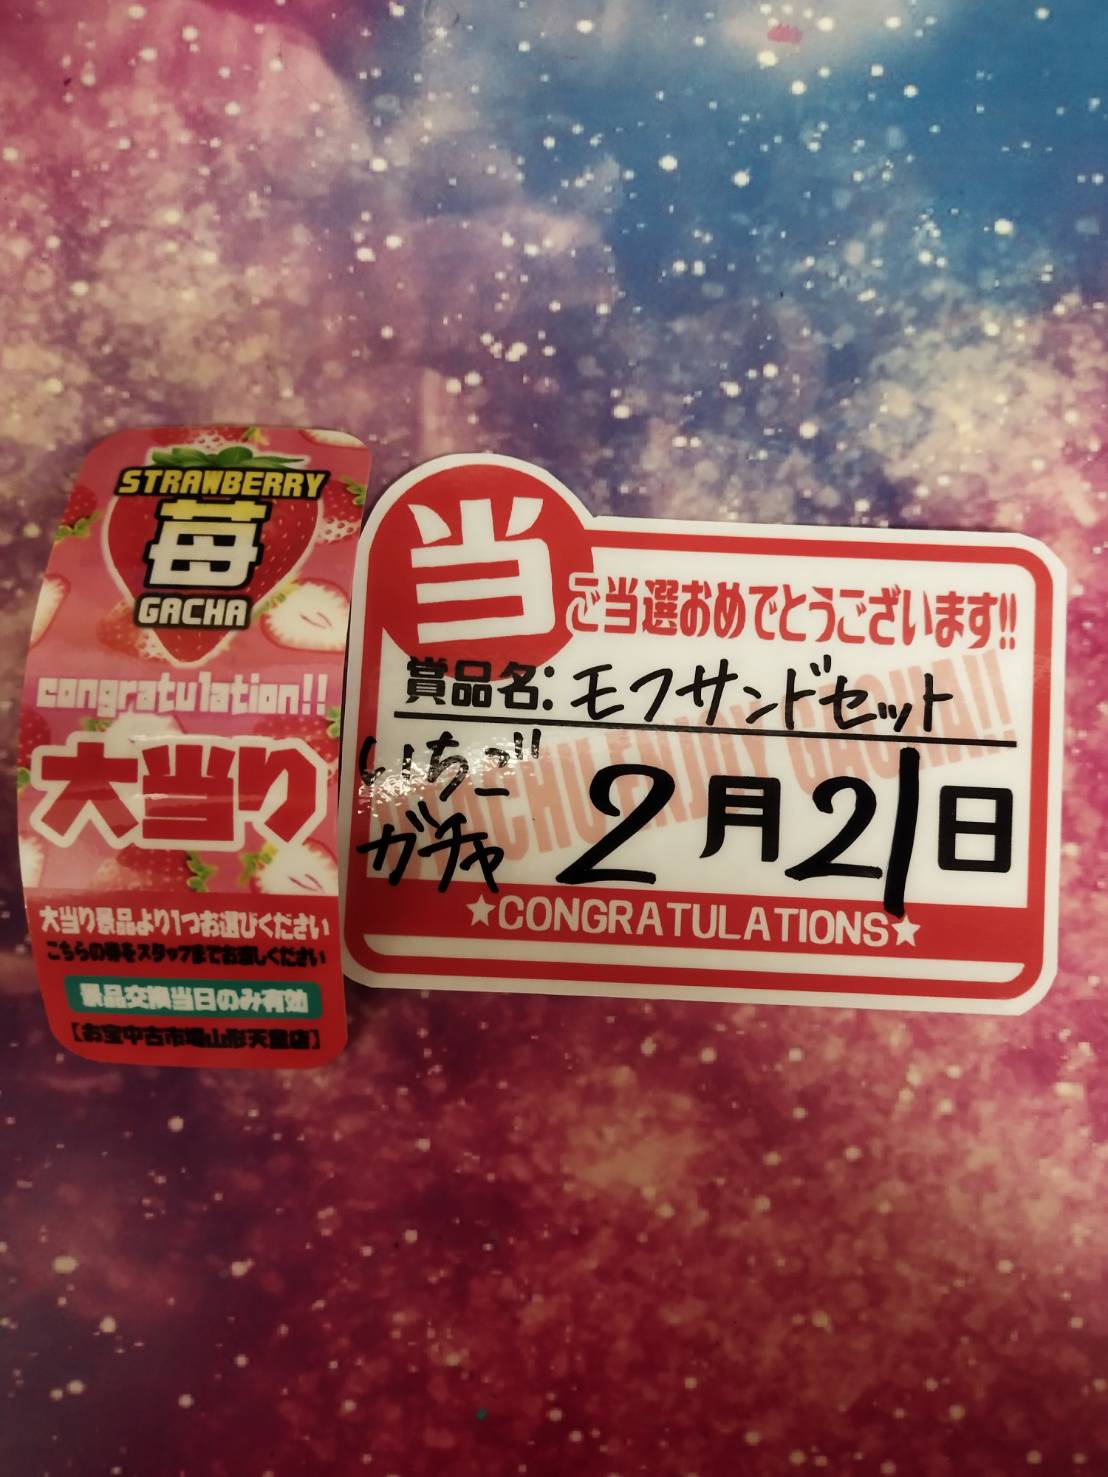 STRAWBERRY
苺
GACHA
congratulation!!
大当り
大当り景品より1つお選びください
こちらの券をスタッフまでお渡しください
景品交換当日のみ有効
【お宝中古市場山形天童店】
当
ご当選おめでとうございます!!
賞品名:モフサンドセット
いちご
ガチャ
2月21日
★CONGRATULATIONS★